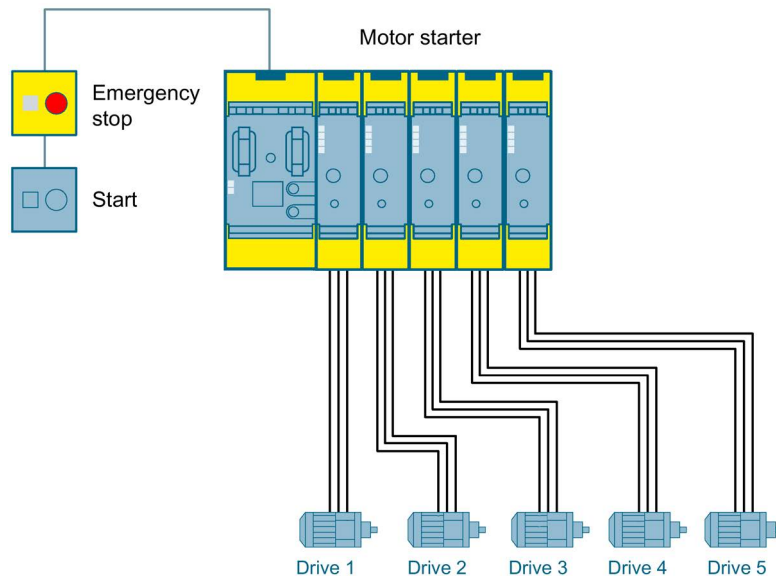 Motor starter
Emergency
stop
Start
Drive 1
Drive 2
Drive 3
Drive 4
Drive 5